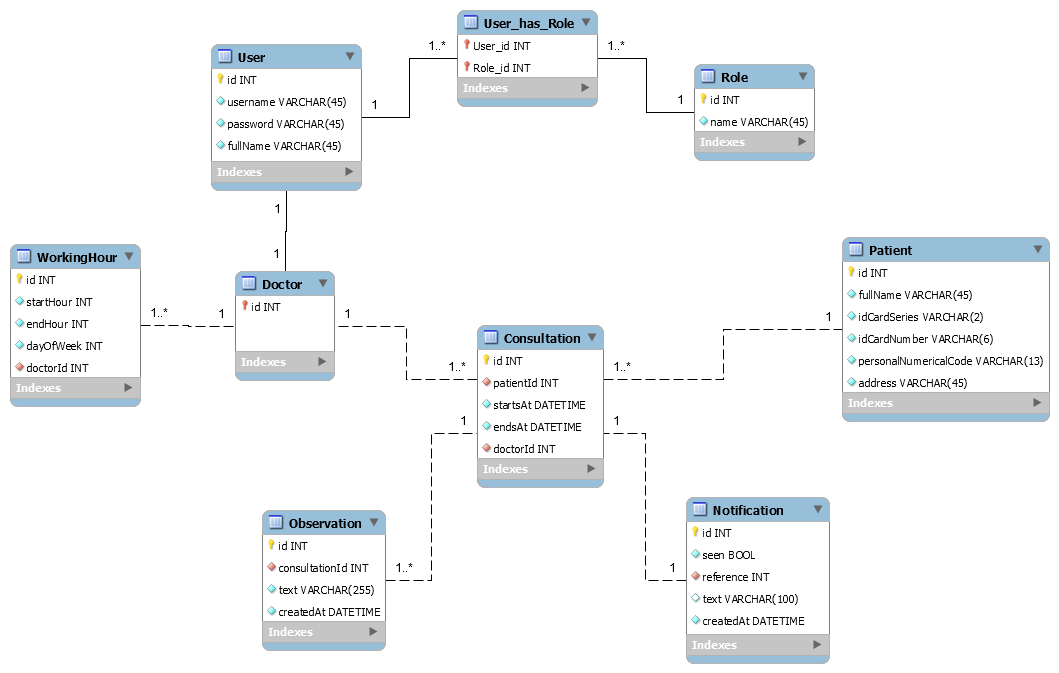 User_has_Role
User_id INT
Role_id INT
Indexes
1..*
1..*
User
id INT
username VARCHAR(45)
password VARCHAR(45)
fullName VARCHAR(45)
Indexes
1
1
Role
id INT
name VARCHAR(45)
Indexes
1
1
WorkingHour
id INT
startHour INT
endHour INT
dayOfWeek INT
doctorId INT
Indexes
1..*
1
Doctor
id INT
Indexes
1
1..*
Consultation
id INT
patientId INT
startsAt DATETIME
endsAt DATETIME
doctorId INT
Indexes
1..*
1
Patient
id INT
fullName VARCHAR(45)
idCardSeries VARCHAR(2)
idCardNumber VARCHAR(6)
personalNumericalCode VARCHAR(13)
address VARCHAR(45)
Indexes
1
1
Observation
id INT
consultationId INT
text VARCHAR(255)
createdAt DATETIME
Indexes
1..*
1
Notification
id INT
seen BOOL
reference INT
text VARCHAR(100)
createdAt DATETIME
Indexes